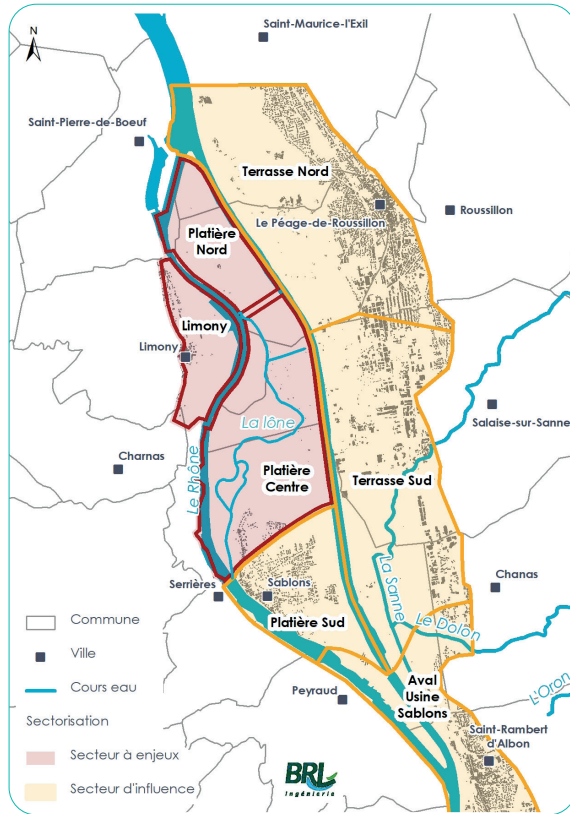 N
Saint-Maurice-l'Exil
Saint-Pierre-de-Boeuf
Terrasse Nord
Le Péage-de-Roussillon
Roussillon
Platière
Nord
Limony
Limony
La lône
Salaise-sur-Sanne
Charnas
Le Rhône
Platière
Centre
Terrasse Sud
La Sanne
Chanas
Serrières
Sablons
Le Dolon
Platière Sud
Peyraud
Aval
Usine
Sablons
L'Oron
Saint-Rambert
d'Albon
Commune
Ville
Cours eau
Sectorisation
Secteur à enjeux
Secteur d'influence
BRL
Ingénierie